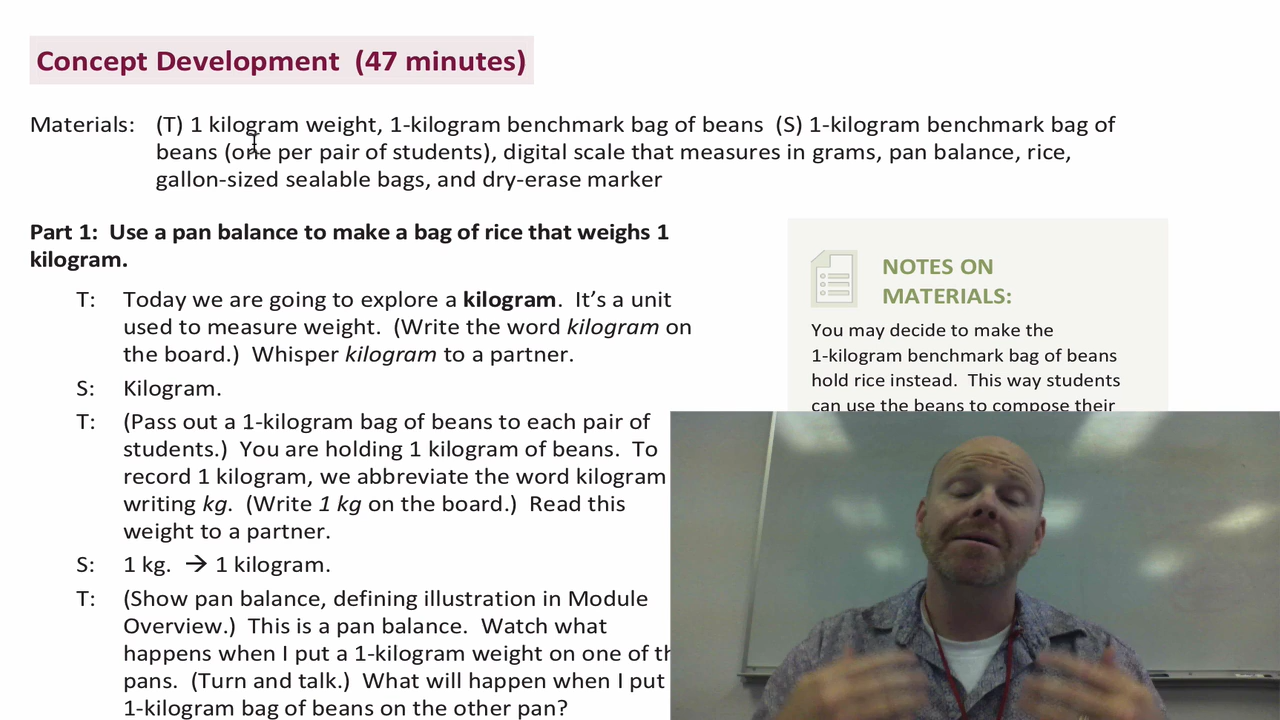 Concept Development (47 minutes)
Materials: (T) 1 kilogram weight, 1-kilogram benchmark bag of beans (S) 1-kilogram benchmark bag of
beans (one per pair of students), digital scale that measures in grams, pan balance, rice,
gallon-sized sealable bags, and dry-erase marker
Part 1: Use a pan balance to make a bag of rice that weighs 1
kilogram.
T: Today we are going to explore a kilogram. It’s a unit
used to measure weight. (Write the word kilogram on
the board.) Whisper kilogram to a partner.
S: Kilogram.
T: (Pass out a 1-kilogram bag of beans to each pair of
students.) You are holding 1 kilogram of beans. To
record 1 kilogram, we abbreviate the word kilogram
writing kg. (Write 1 kg on the board.) Read this
weight to a partner.
S: 1 kg. → 1 kilogram.
T: (Show pan balance, defining illustration in Module
Overview.) This is a pan balance. Watch what
happens when I put a 1-kilogram weight on one of
pans. (Turn and talk.) What will happen when I put
1-kilogram bag of beans on the other pan?
NOTES ON
MATERIALS:
You may decide to make the
1-kilogram benchmark bag of beans
hold rice instead. This way students
can use the beans to compose their